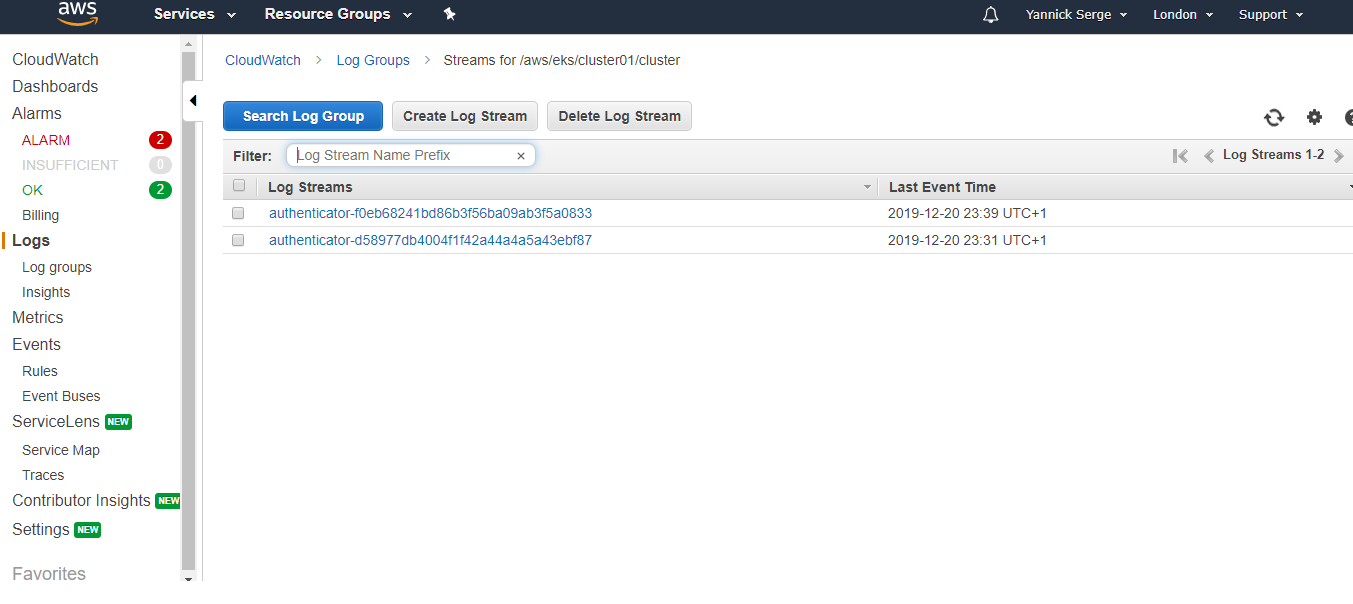 aws Services Resource Groups Yannick Serge London Support
CloudWatch
Dashboards
Alarms
ALARM 2
INSUFFICIENT 0
OK 2
Billing
Logs
Log groups
Insights
Metrics
Events
Rules
Event Buses
ServiceLens NEW
Service Map
Traces
Contributor Insights NEW
Settings NEW
Favorites
CloudWatch > Log Groups > Streams for /aws/eks/cluster01/cluster
Search Log Group Create Log Stream Delete Log Stream
Filter: Log Stream Name Prefix × Log Streams 1-2
Log Streams Last Event Time
authenticator-f0eb68241bd86b3f56ba09ab3f5a0833 2019-12-20 23:39 UTC+1
authenticator-d58977db4004f1f42a44a4a5a43ebf87 2019-12-20 23:31 UTC+1